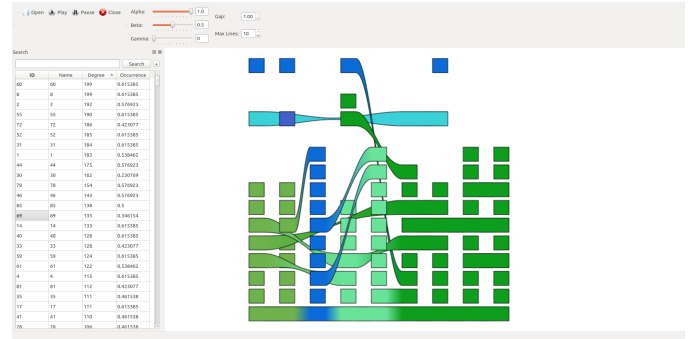 Open Play Pause Close
Alpha: 1.0
Beta: 0.5
Gamma: 0
Gap: 1.00
Max Lines: 10
Search
Search
ID Name Degree Occurrence
60 60 199 0.615385
8 8 199 0.615385
2 2 192 0.576923
55 55 190 0.615385
72 72 186 0.423077
52 52 185 0.615385
31 31 184 0.615385
1 1 183 0.538462
44 44 175 0.576923
30 30 162 0.230769
78 78 154 0.576923
46 46 143 0.576923
85 85 138 0.5
69 69 133 0.346154
14 14 133 0.615385
40 40 128 0.615385
33 33 126 0.423077
59 59 124 0.615385
61 61 122 0.538462
4 4 115 0.615385
81 81 112 0.423077
35 35 111 0.461538
17 17 111 0.615385
41 41 110 0.461538
78 78 106 0.461538